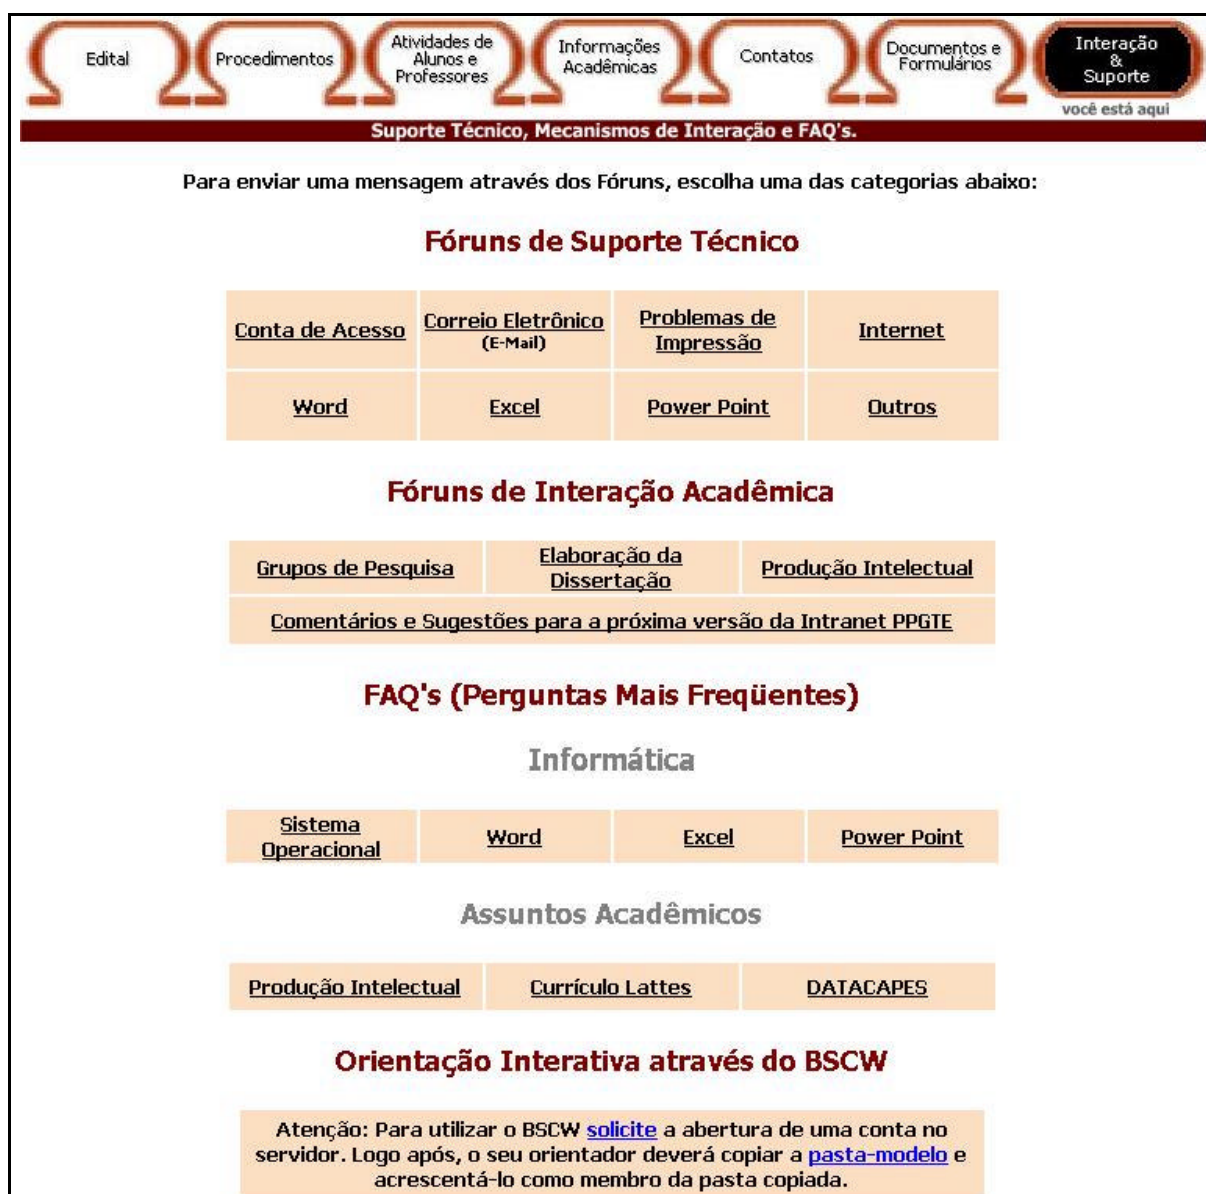 Edital
Procedimentos
Atividades de
Alunos e
Professores
Informações
Acadêmicas
Contatos
Documentos e
Formulários
Interação
&
Suporte
você está aqui
Suporte Técnico, Mecanismos de Interação e FAQ's.
Para enviar uma mensagem através dos Fóruns, escolha uma das categorias abaixo:
Fóruns de Suporte Técnico
Conta de Acesso
Correio Eletrônico
(E-Mail)
Problemas de
Impressão
Internet
Word
Excel
Power Point
Outros
Fóruns de Interação Acadêmica
Grupos de Pesquisa
Elaboração da
Dissertação
Produção Intelectual
Comentários e Sugestões para a próxima versão da Intranet PPGTE
FAQ's (Perguntas Mais Freqüentes)
Informática
Sistema
Operacional
Word
Excel
Power Point
Assuntos Acadêmicos
Produção Intelectual
Currículo Lattes
DATACAPES
Orientação Interativa através do BSCW
Atenção: Para utilizar o BSCW solicite a abertura de uma conta no
servidor. Logo após, o seu orientador deverá copiar a pasta-modelo e
acrescentá-lo como membro da pasta copiada.